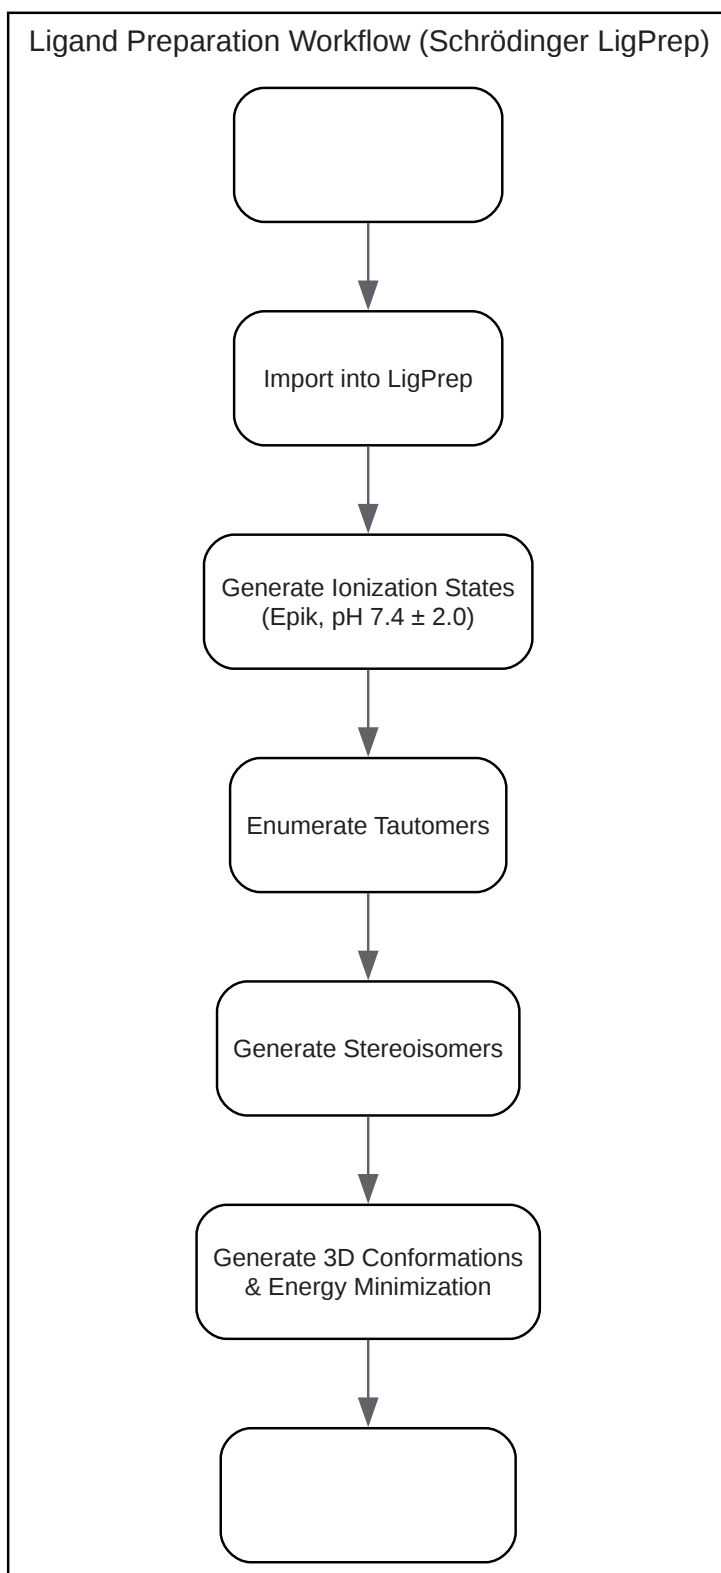 Ligand Preparation Workflow (Schrödinger LigPrep)
Import into LigPrep
Generate Ionization States
(Epik, pH 7.4 ± 2.0)
Enumerate Tautomers
Generate Stereoisomers
Generate 3D Conformations
& Energy Minimization